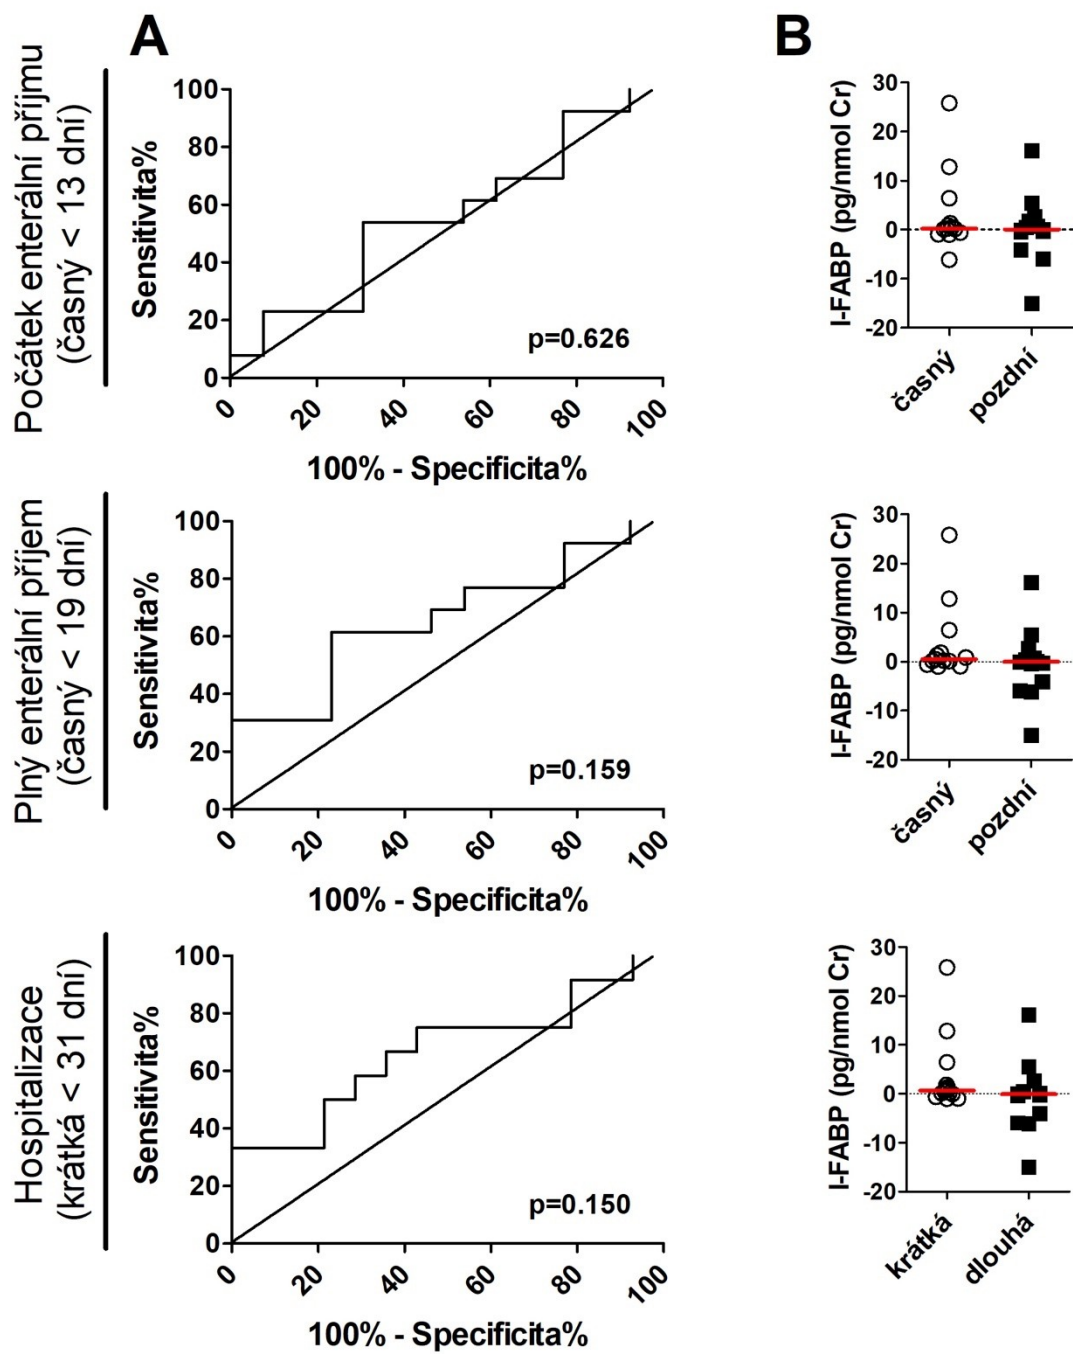 A
B
Počátek enterální příjmu
(časný < 13 dní)
Sensitivita%
100
80
60
40
20
0
p=0.626
0
20
40
60
80
100
100% - Specificita%
I-FABP (pg/nmol Cr)
30
20
10
0
-10
-20
časný
pozdní
Plný enterální příjem
(časný < 19 dní)
Sensitivita%
100
80
60
40
20
0
p=0.159
0
20
40
60
80
100
100% - Specificita%
I-FABP (pg/nmol Cr)
30
20
10
0
-10
-20
časný
pozdní
Hospitalizace
(krátká < 31 dní)
Sensitivita%
100
80
60
40
20
0
p=0.150
0
20
40
60
80
100
100% - Specificita%
I-FABP (pg/nmol Cr)
30
20
10
0
-10
-20
krátká
dlouhá